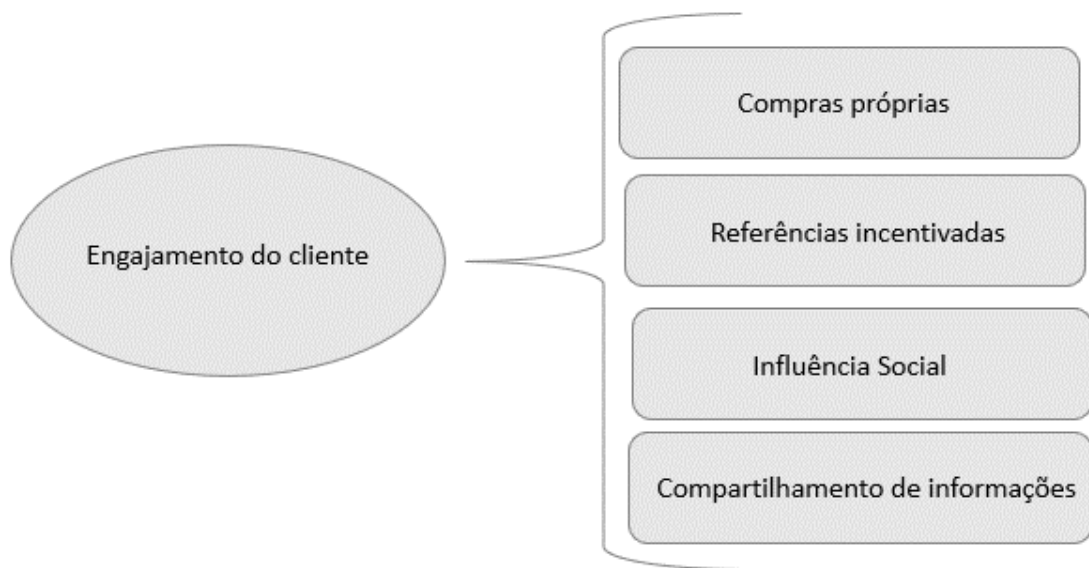 Compras próprias
Engajamento do cliente
Referências incentivadas
Influência Social
Compartilhamento de informações